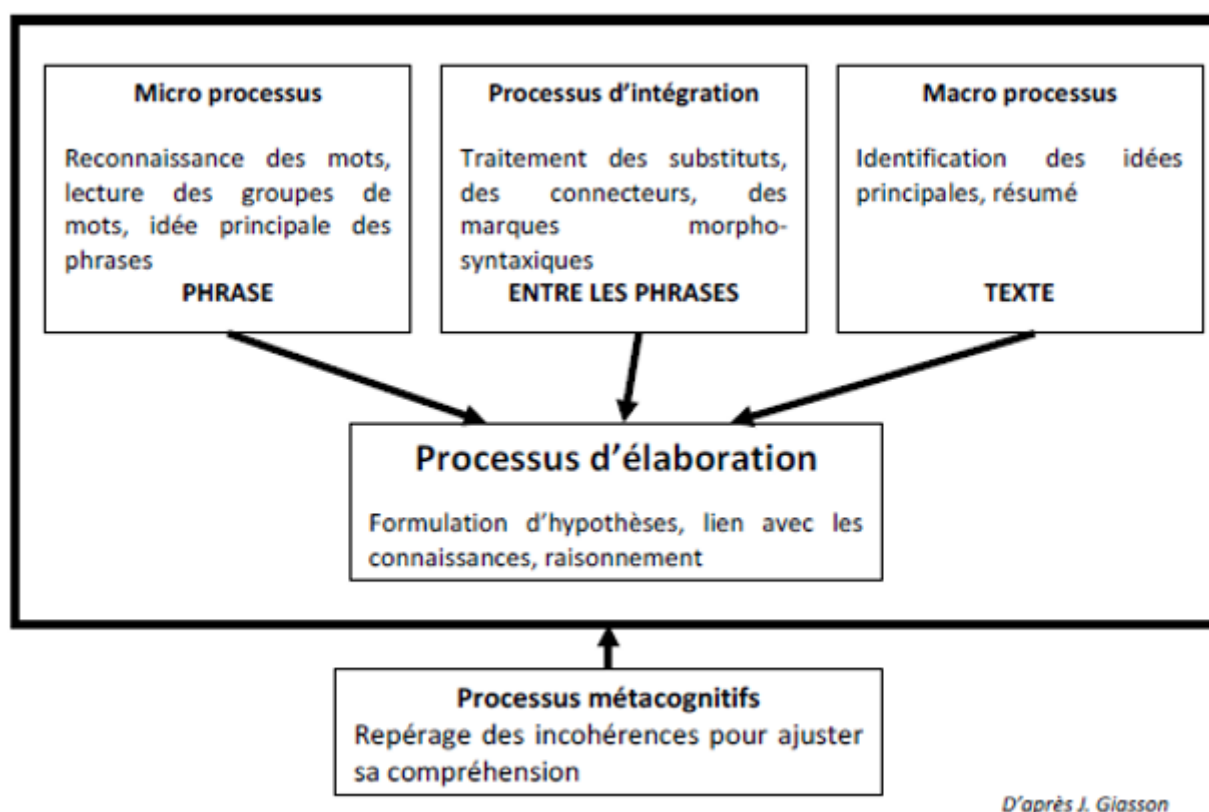 Micro processus
Reconnaissance des mots,
lecture des groupes de
mots, idée principale des
phrases
PHRASE
Processus d’intégration
Traitement des substituts,
des connecteurs, des
marques morpho-
syntaxiques
ENTRE LES PHRASES
Macro processus
Identification des idées
principales, résumé
TEXTE
Processus d’élaboration
Formulation d’hypothèses, lien avec les
connaissances, raisonnement
Processus métacognitifs
Repérage des incohérences pour ajuster
sa compréhension
D’après J. Giasson